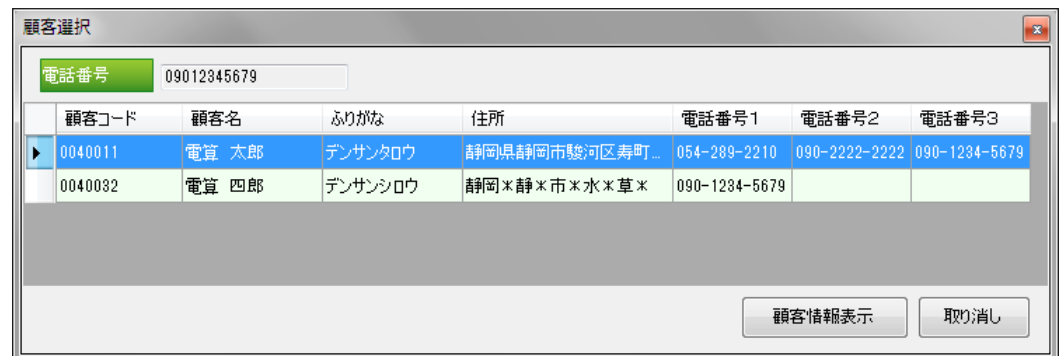 顧客選択
電話番号 09012345679
顧客コード 顧客名 ふりがな 住所 電話番号1 電話番号2 電話番号3
0040011 電算 太郎 デンサンタロウ 静岡県静岡市駿河区寿町... 054-289-2210 090-2222-2222 090-1234-5679
0040032 電算 四郎 デンサンシロウ 静岡*静*市*水*草* 090-1234-5679
顧客情報表示 取り消し